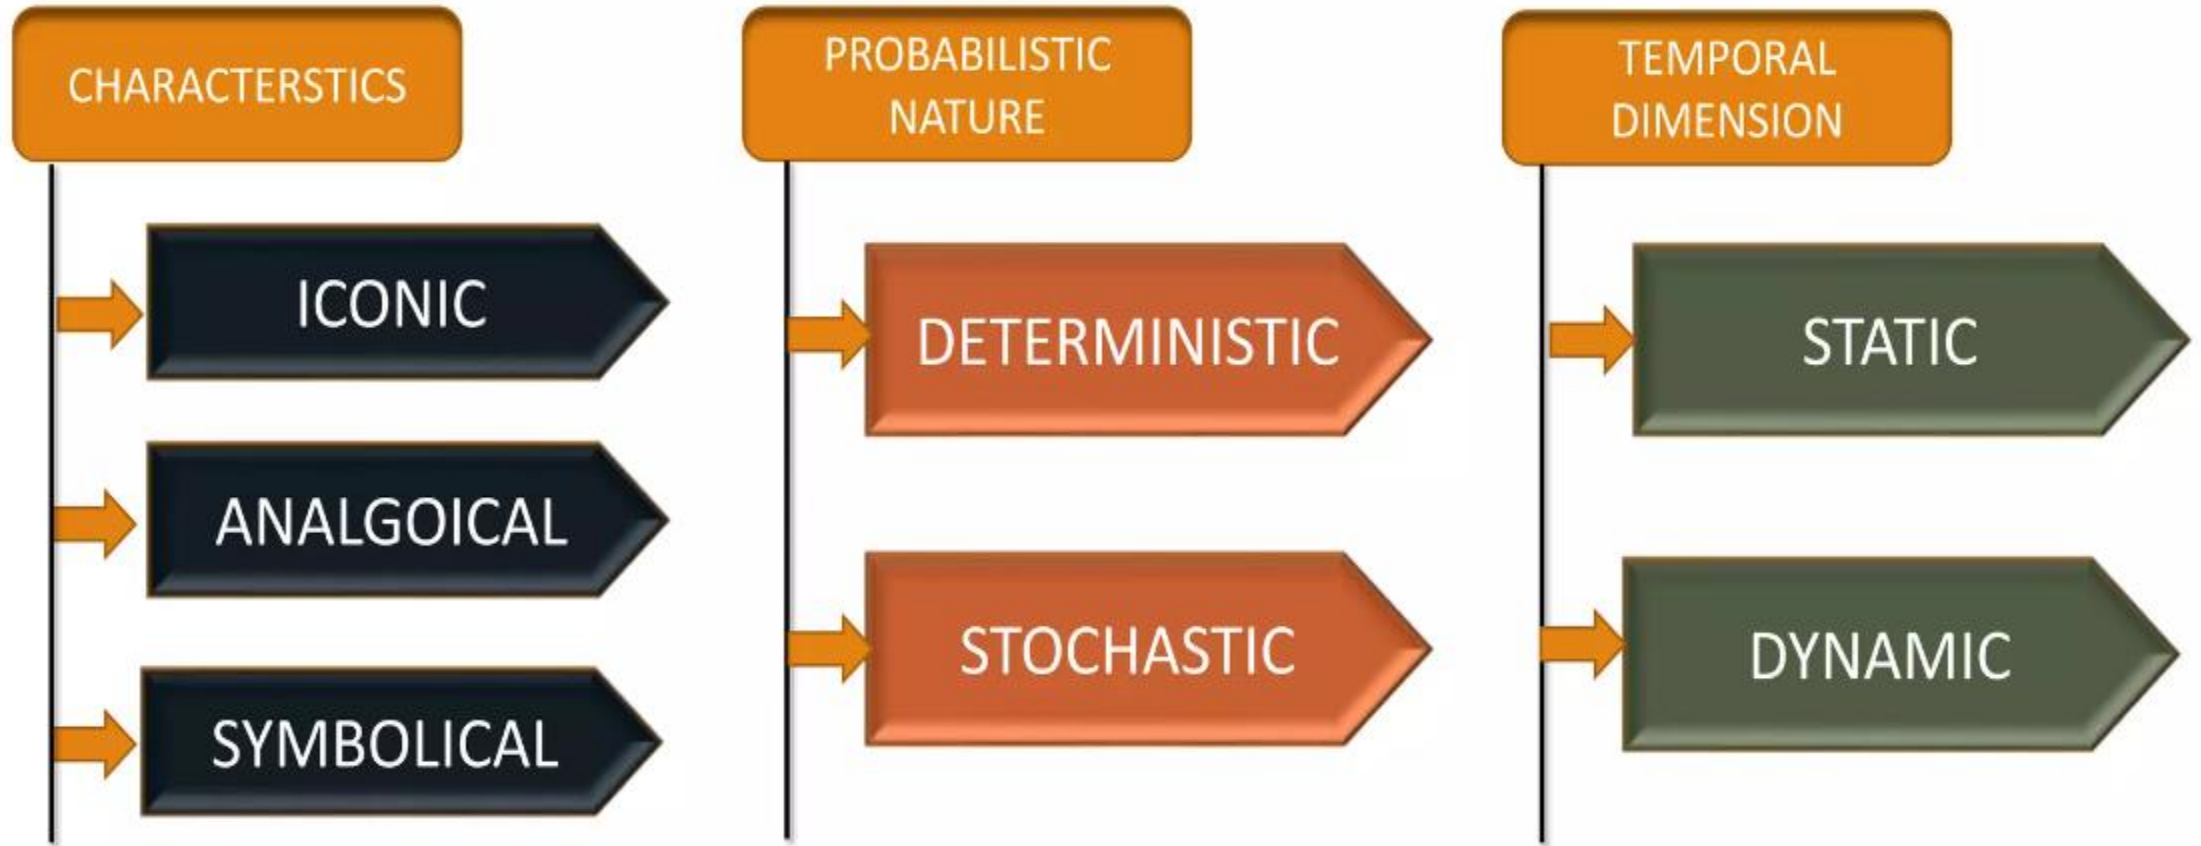 CHARACTERSTICS
ICONIC
ANALGOICAL
SYMBOLICAL
PROBABILISTIC
NATURE
DETERMINISTIC
STOCHASTIC
TEMPORAL
DIMENSION
STATIC
DYNAMIC